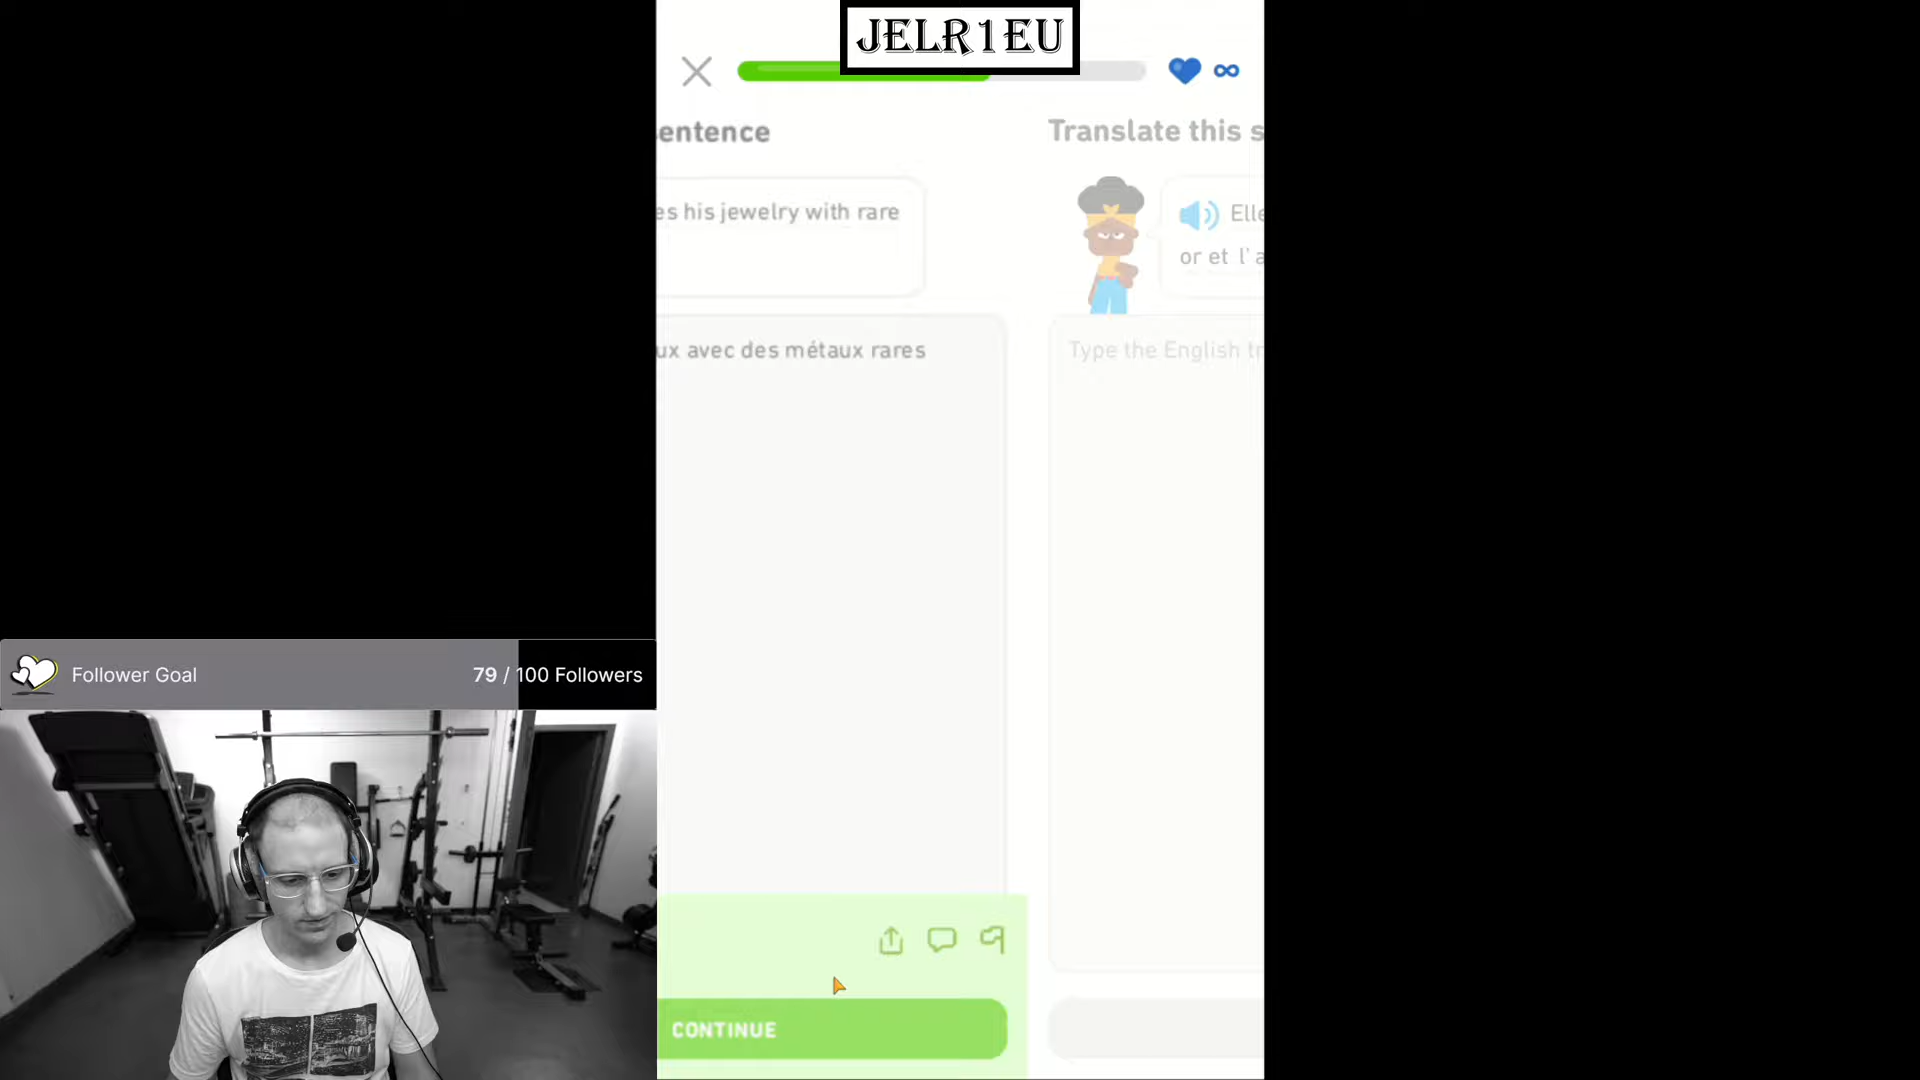 JELR1EU
entence
Translate this s
es his jewelry with rare
Elle
or et l'a
ux avec des métaux rares
Type the English tr
Follower Goal
79 / 100 Followers
CONTINUE